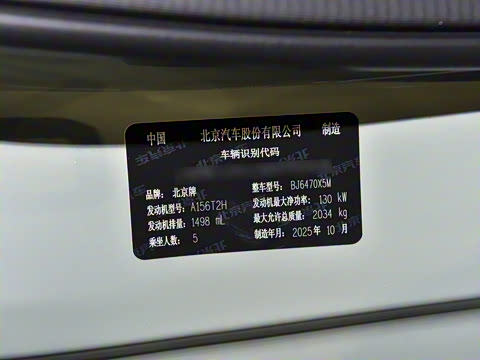 中国 北京汽车股份有限公司 制造
车辆识别代码
品牌: 北京牌 整车型号: BJ6470X5M
发动机型号: A156T2H 发动机最大净功率: 130 kW
发动机排量: 1498 mL 最大允许总质量: 2034 kg
乘坐人数: 5 制造年月: 2025年 10 月